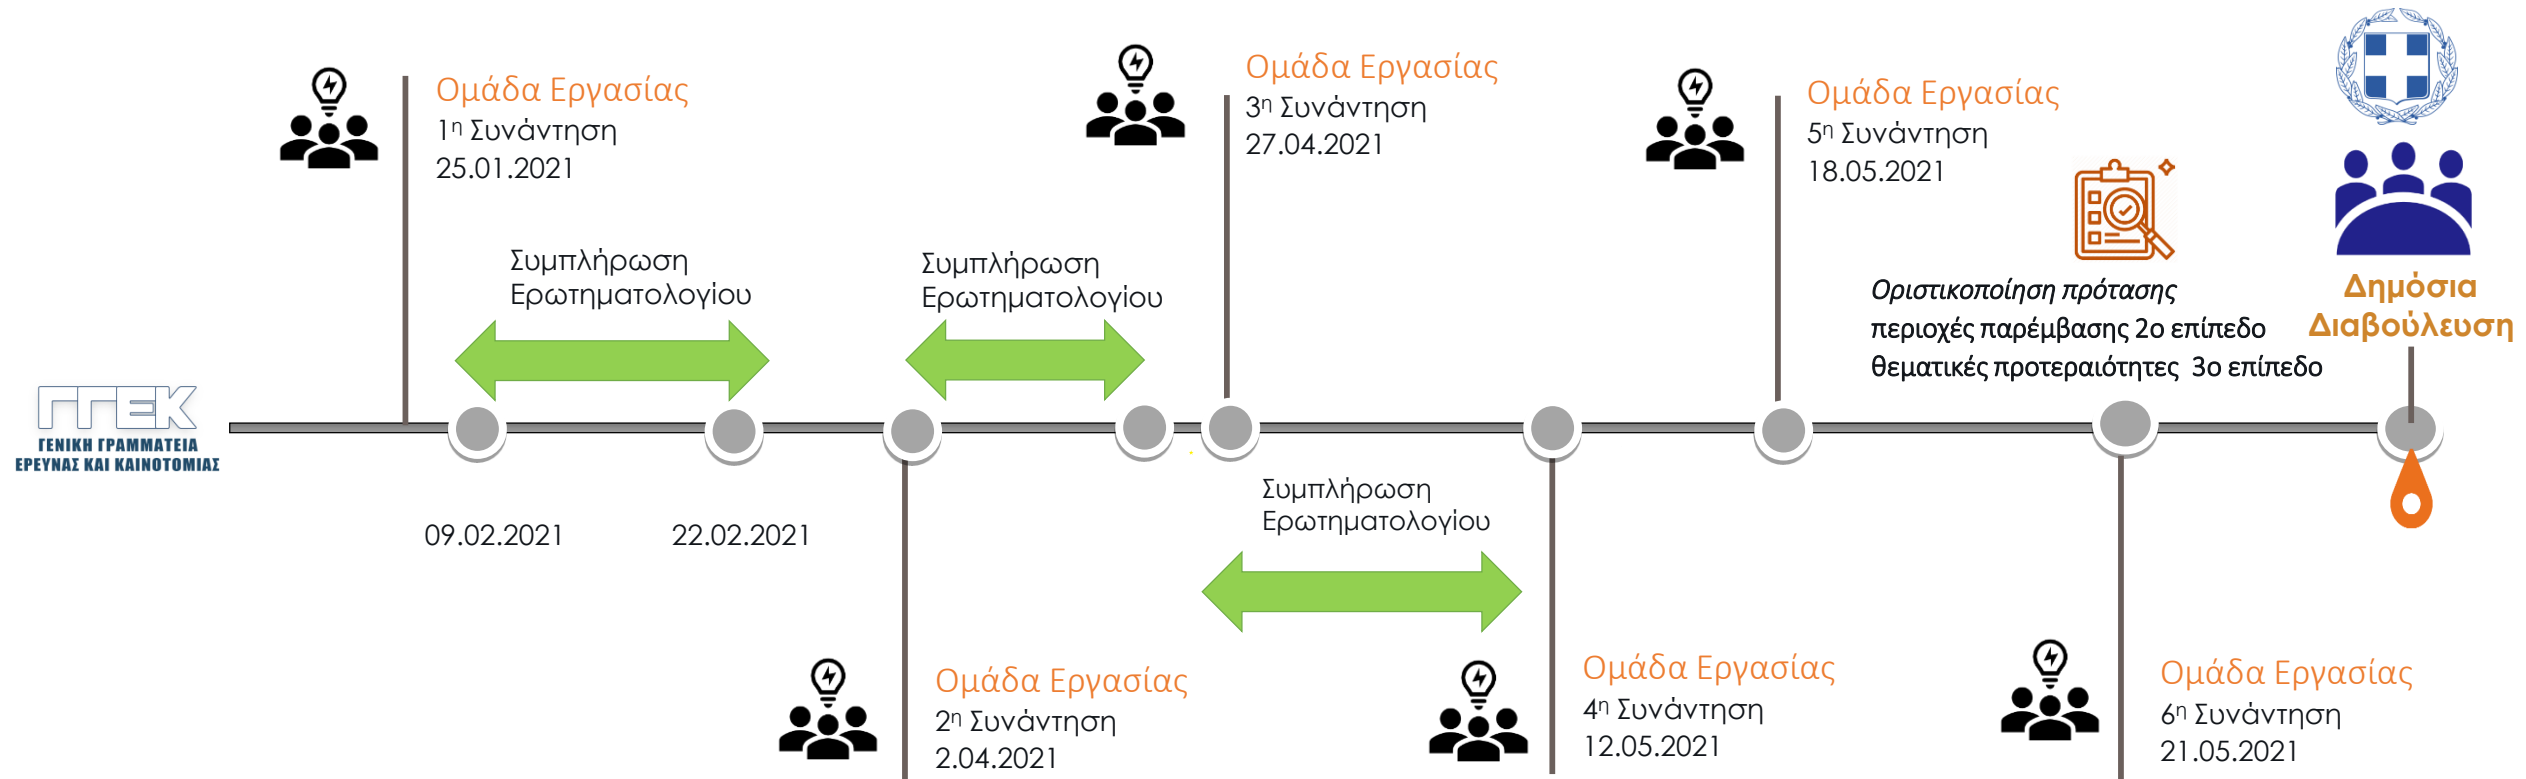 Ομάδα Εργασίας
1η Συνάντηση
25.01.2021
Ομάδα Εργασίας
3η Συνάντηση
27.04.2021
Ομάδα Εργασίας
5η Συνάντηση
18.05.2021
Συμπλήρωση
Ερωτηματολογίου
Συμπλήρωση
Ερωτηματολογίου
Οριστικοποίηση πρότασης
περιοχές παρέμβασης 2ο επίπεδο
θεματικές προτεραιότητες 3ο επίπεδο
Δημόσια
Διαβούλευση
ΓΓΕΚ
ΓΕΝΙΚΗ ΓΡΑΜΜΑΤΕΙΑ
ΕΡΕΥΝΑΣ ΚΑΙ ΚΑΙΝΟΤΟΜΙΑΣ
09.02.2021
22.02.2021
Συμπλήρωση
Ερωτηματολογίου
Ομάδα Εργασίας
2η Συνάντηση
2.04.2021
Ομάδα Εργασίας
4η Συνάντηση
12.05.2021
Ομάδα Εργασίας
6η Συνάντηση
21.05.2021